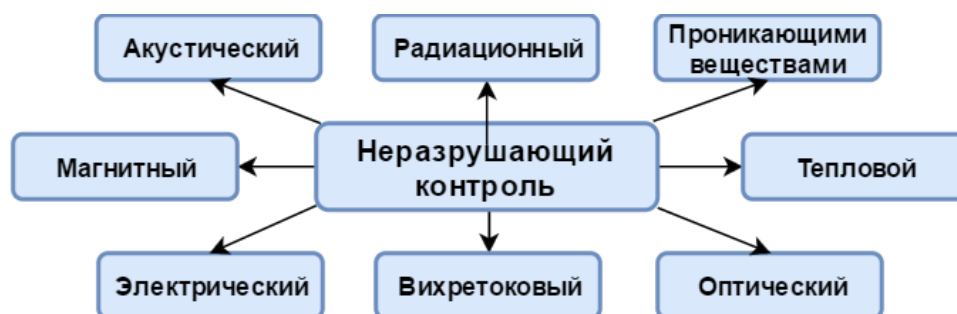 Акустический
Радиационный
Проникающими
веществами
Магнитный
Неразрушающий
контроль
Тепловой
Электрический
Вихретоковый
Оптический